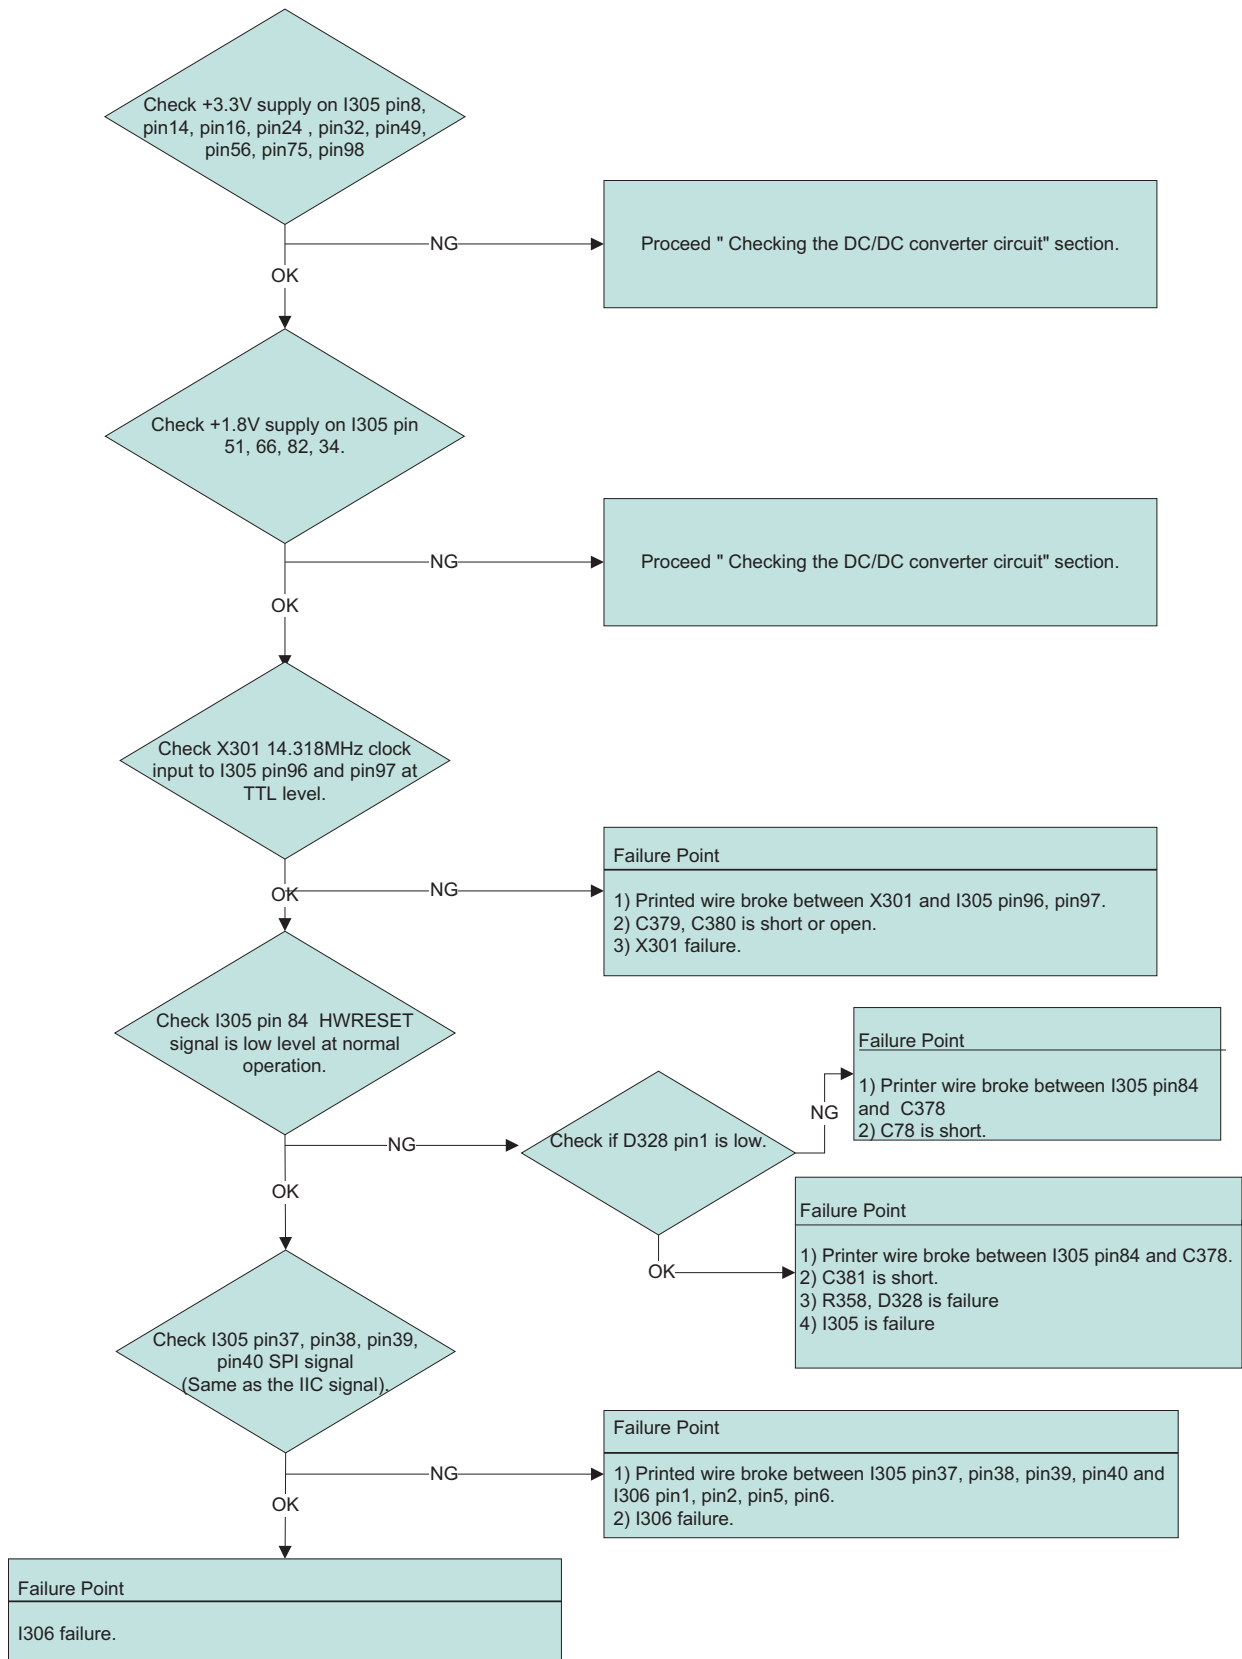 Check +3.3V supply on I305 pin8,
pin14, pin16, pin24 , pin32, pin49,
pin56, pin75, pin98
NG
Proceed " Checking the DC/DC converter circuit" section.
OK
Check +1.8V supply on I305 pin
51, 66, 82, 34.
NG
Proceed " Checking the DC/DC converter circuit" section.
OK
Check X301 14.318MHz clock
input to I305 pin96 and pin97 at
TTL level.
OK
NG
Failure Point
1) Printed wire broke between X301 and I305 pin96, pin97.
2) C379, C380 is short or open.
3) X301 failure.
Check I305 pin 84  HWRESET
signal is low level at normal
operation.
NG
Check if D328 pin1 is low.
NG
Failure Point
1) Printer wire broke between I305 pin84
and  C378
2) C78 is short.
OK
Failure Point
1) Printer wire broke between I305 pin84 and C378.
2) C381 is short.
3) R358, D328 is failure
4) I305 is failure
OK
Check I305 pin37, pin38, pin39,
pin40 SPI signal
(Same as the IIC signal).
NG
Failure Point
1) Printed wire broke between I305 pin37, pin38, pin39, pin40 and
I306 pin1, pin2, pin5, pin6.
2) I306 failure.
OK
Failure Point
I306 failure.